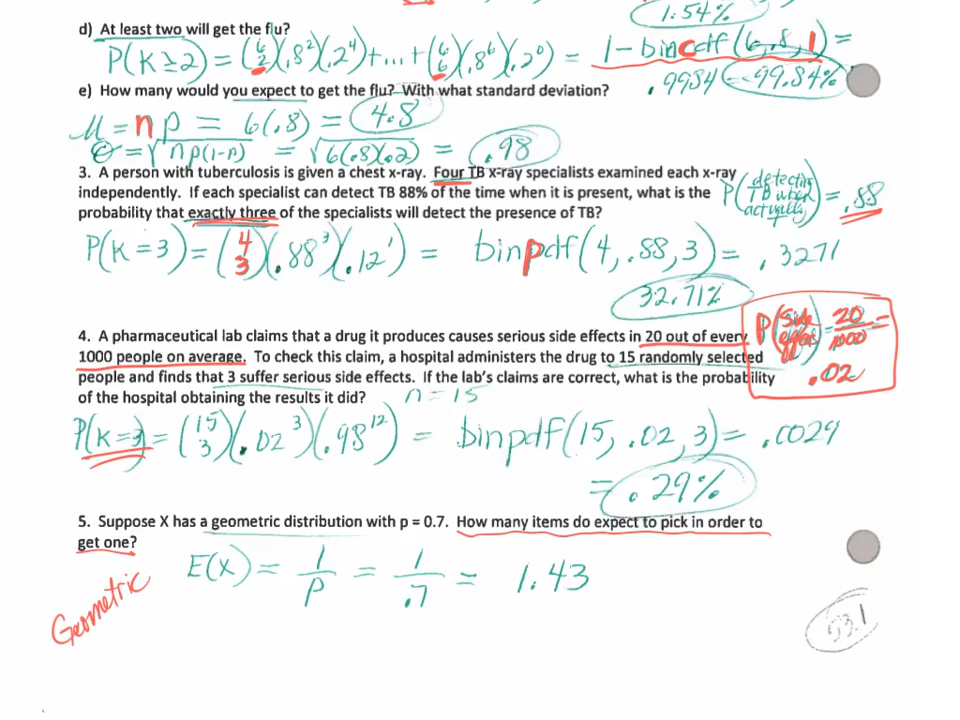 1.54%
d) At least two will get the flu?
P(K≥2) = (6 2)(.8²)(.2⁴)+...+(6 6)(.8⁶)(.2⁰) = 1 - bincdf(6,.8,1) =
.9984 = 99.84%
e) How many would you expect to get the flu? With what standard deviation?
μ = np = 6(.8) = 4.8
σ = √np(1-n) = √6(.8)(.2) = .98
3. A person with tuberculosis is given a chest x-ray. Four TB x-ray specialists examined each x-ray
independently. If each specialist can detect TB 88% of the time when it is present, what is the
probability that exactly three of the specialists will detect the presence of TB?
P(detecting TB when actually) = .88
P(K=3) = (4 3)(.88³)(.12¹) = binpdf(4,.88,3) = .3271
32.71%
4. A pharmaceutical lab claims that a drug it produces causes serious side effects in 20 out of every
1000 people on average. To check this claim, a hospital administers the drug to 15 randomly selected
people and finds that 3 suffer serious side effects. If the lab's claims are correct, what is the probability
of the hospital obtaining the results it did? n = 15
P(side effects) = 20/1000 =
.02
P(K=3) = (15 3)(.02³)(.98¹²) = binpdf(15, .02, 3) = .0029
= .29%
5. Suppose X has a geometric distribution with p = 0.7. How many items do expect to pick in order to
get one?
Geometric
E(X) = 1/P = 1/.7 = 1.43